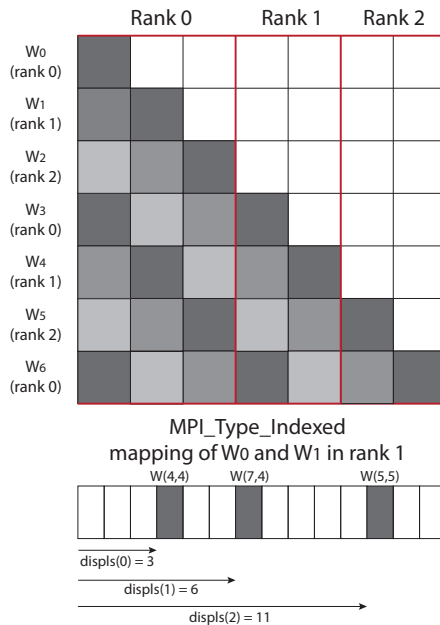 Rank 0 Rank 1 Rank 2
W0
(rank 0)
W1
(rank 1)
W2
(rank 2)
W3
(rank 0)
W4
(rank 1)
W5
(rank 2)
W6
(rank 0)
MPI_Type_Indexed
mapping of W0 and W1 in rank 1
W(4,4) W(7,4) W(5,5)
displs(0) = 3
displs(1) = 6
displs(2) = 11